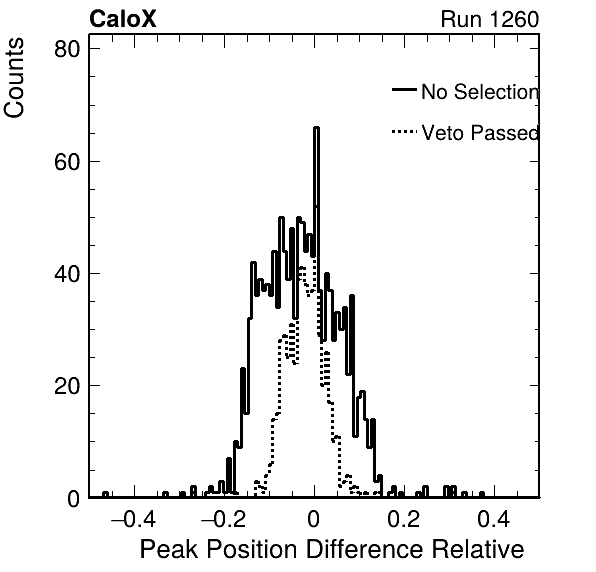 CaloX Run 1260
Counts
80
60
40
20
0
No Selection
Veto Passed
−0.4 −0.2 0 0.2 0.4
Peak Position Difference Relative